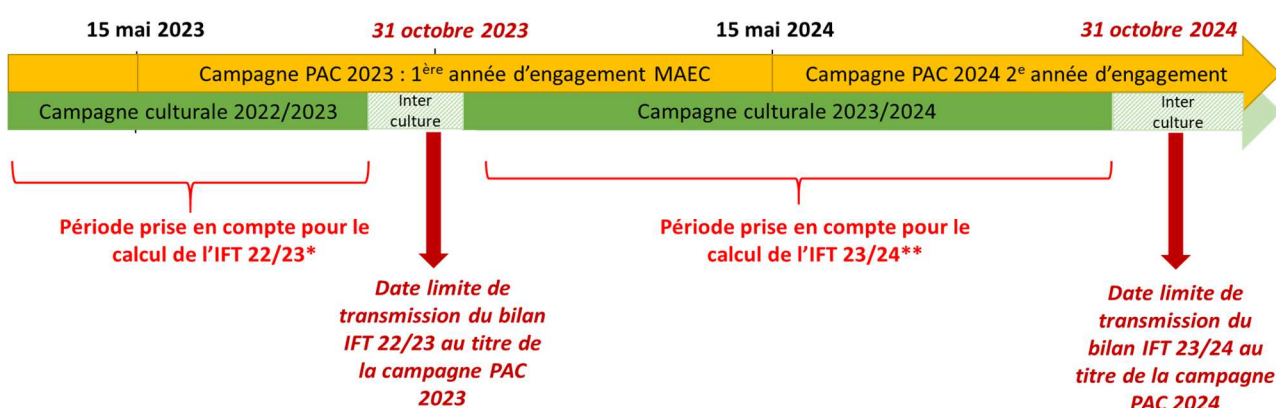 15 mai 2023
31 octobre 2023
15 mai 2024
31 octobre 2024
Campagne PAC 2023 : 1ère année d'engagement MAEC
Campagne PAC 2024 2e année d'engagement
Campagne culturale 2022/2023
Inter
culture
Campagne culturale 2023/2024
Inter
culture
Période prise en compte pour le
calcul de l'IFT 22/23*
Période prise en compte pour le
calcul de l'IFT 23/24**
Date limite de
transmission du bilan
IFT 22/23 au titre de
la campagne PAC
2023
Date limite de
transmission du
bilan IFT 23/24 au
titre de la campagne
PAC 2024